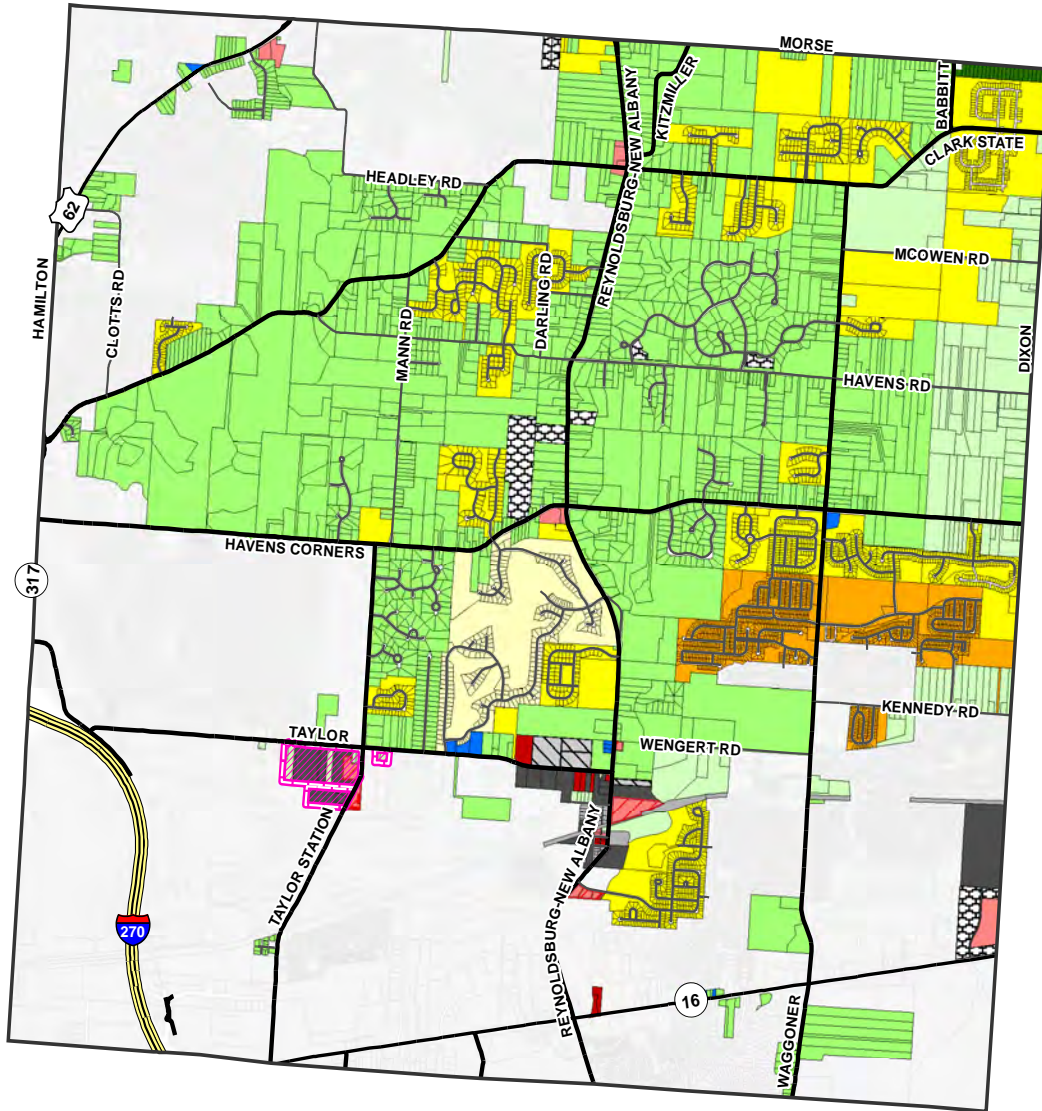 MORSE
REYNOLDSBURG-NEW ALBANY
KITZMILLER
BABBITT
CLARK STATE
HEADLEY RD
62
HAMILTON
CLOTTS RD
MCOWEN RD
DARLING RD
MANN RD
DIXON
HAVENS RD
HAVENS CORNERS
317
KENNEDY RD
TAYLOR
WENGERT RD
TAYLOR STATION
REYNOLDSBURG-NEW ALBANY
270
16
WAGGONER